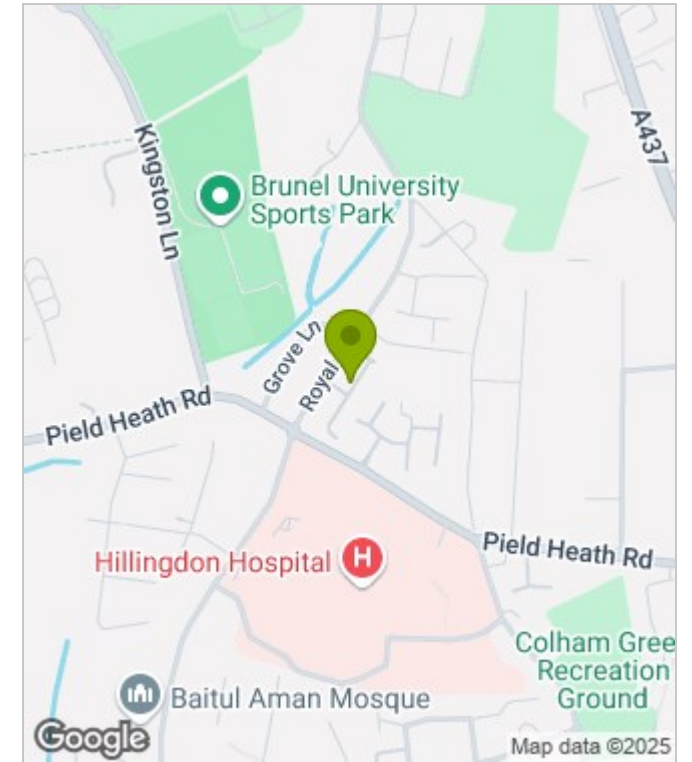 A437
Kingston Ln
Brunel University
Sports Park
Grove Ln
Royal
Pield Heath Rd
Pield Heath Rd
Hillingdon Hospital
H
Colham Gree
Recreation
Ground
Baitul Aman Mosque
Google
Map data ©2025